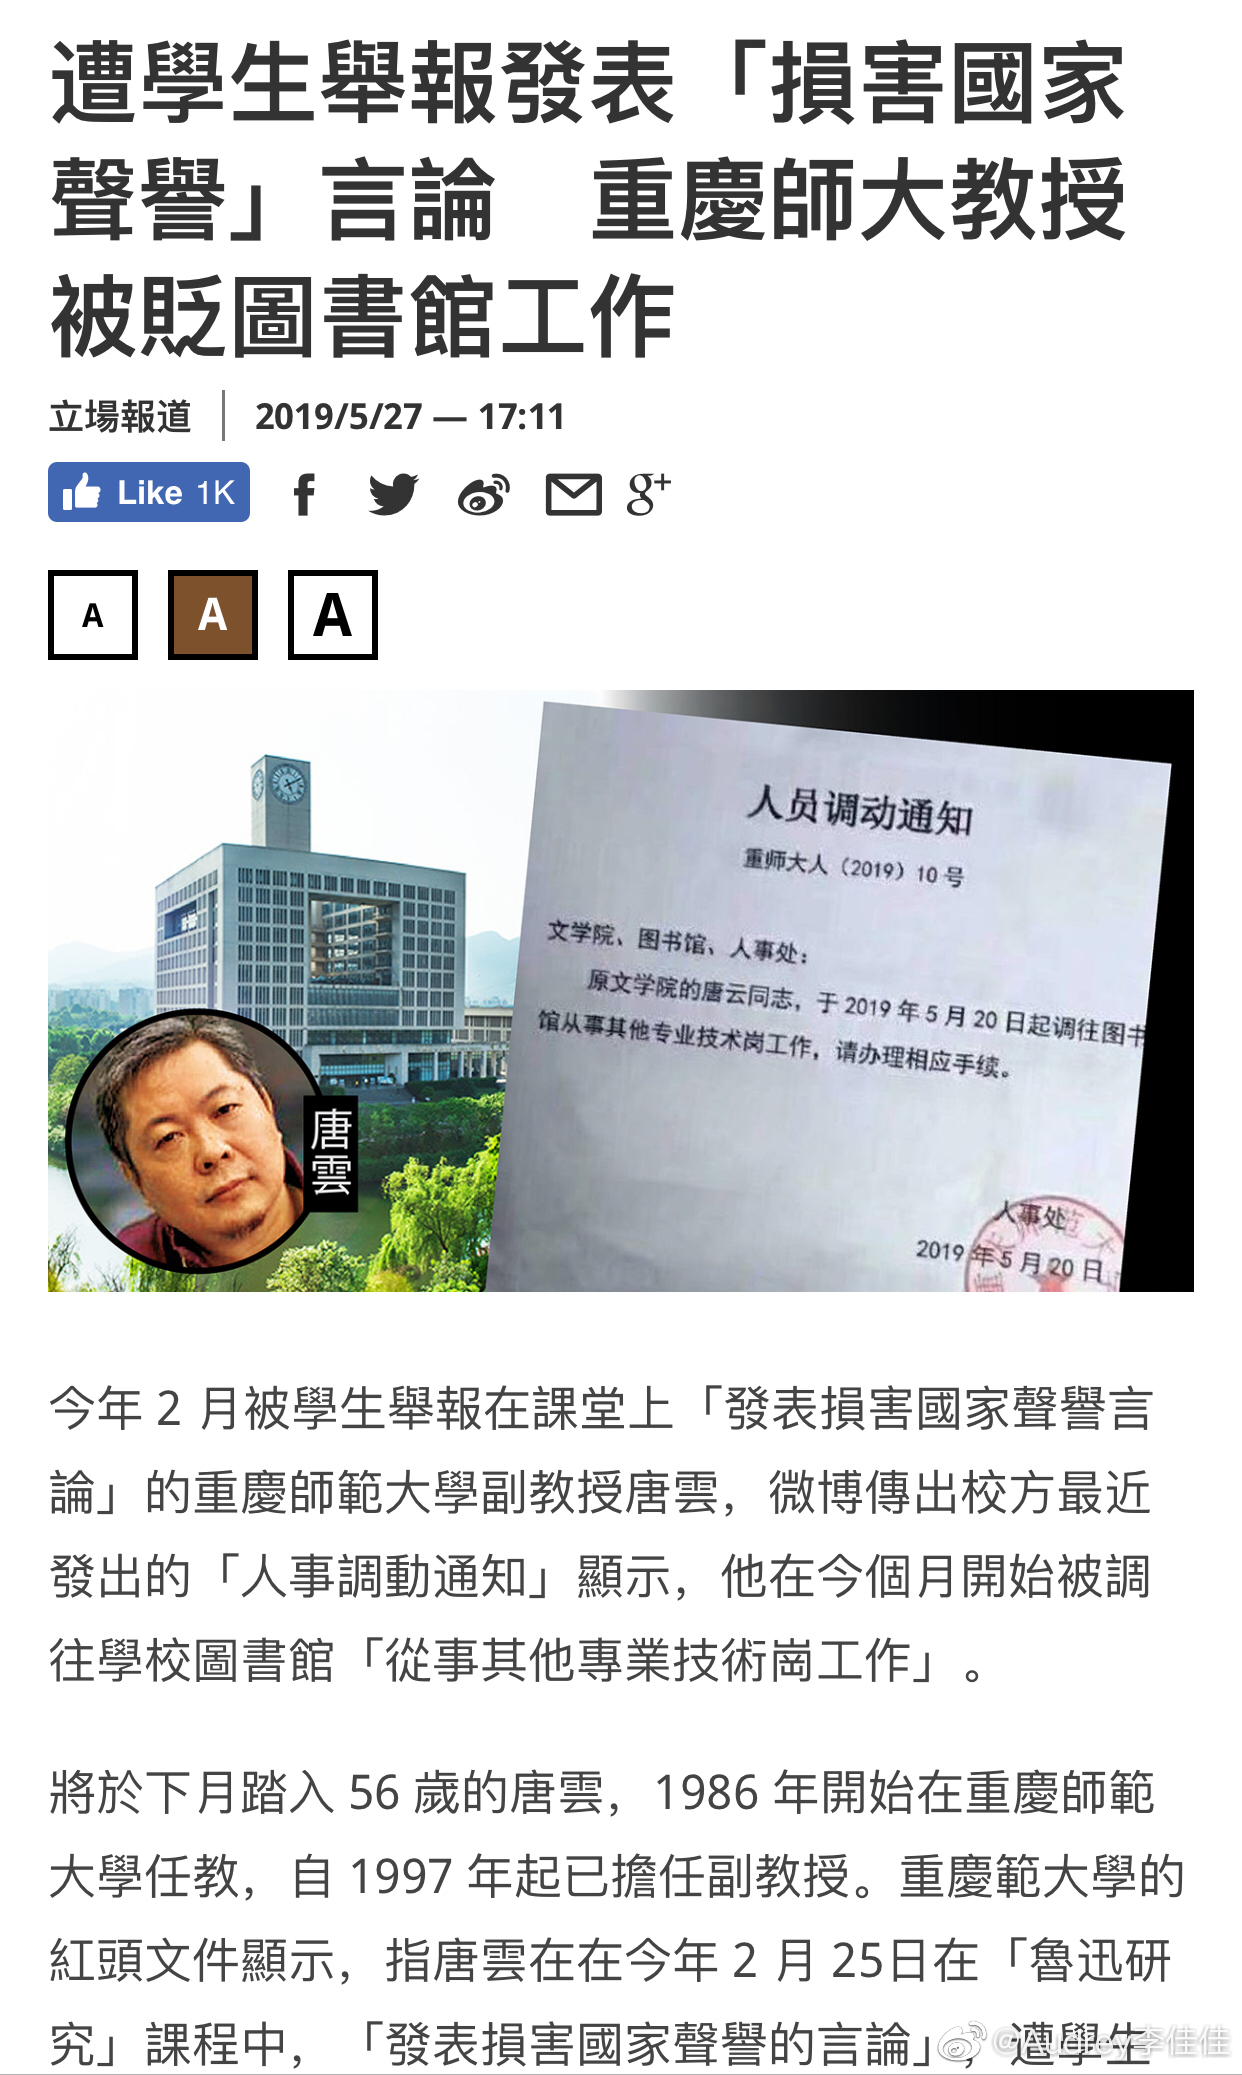 遭學生舉報發表「損害國家
聲譽」言論　重慶師大教授
被貶圖書館工作
立場報道 2019/5/27 — 17:11
Like 1K
A A A
人员调动通知
重师大人（2019）10 号
文学院、图书馆、人事处：
原文学院的唐云同志，于 2019 年 5 月 20 日起调往图书
馆从事其他专业技术岗工作，请办理相应手续。
唐雲
人事处
2019 年 5 月 20 日
今年 2 月被學生舉報在課堂上「發表損害國家聲譽言
論」的重慶師範大學副教授唐雲，微博傳出校方最近
發出的「人事調動通知」顯示，他在今個月開始被調
往學校圖書館「從事其他專業技術崗工作」。
將於下月踏入 56 歲的唐雲，1986 年開始在重慶師範
大學任教，自 1997 年起已擔任副教授。重慶範大學的
紅頭文件顯示，指唐雲在在今年 2 月 25日在「魯迅研
究」課程中，「發表損害國家聲譽的言論」，遭學生
@Audrey李佳佳